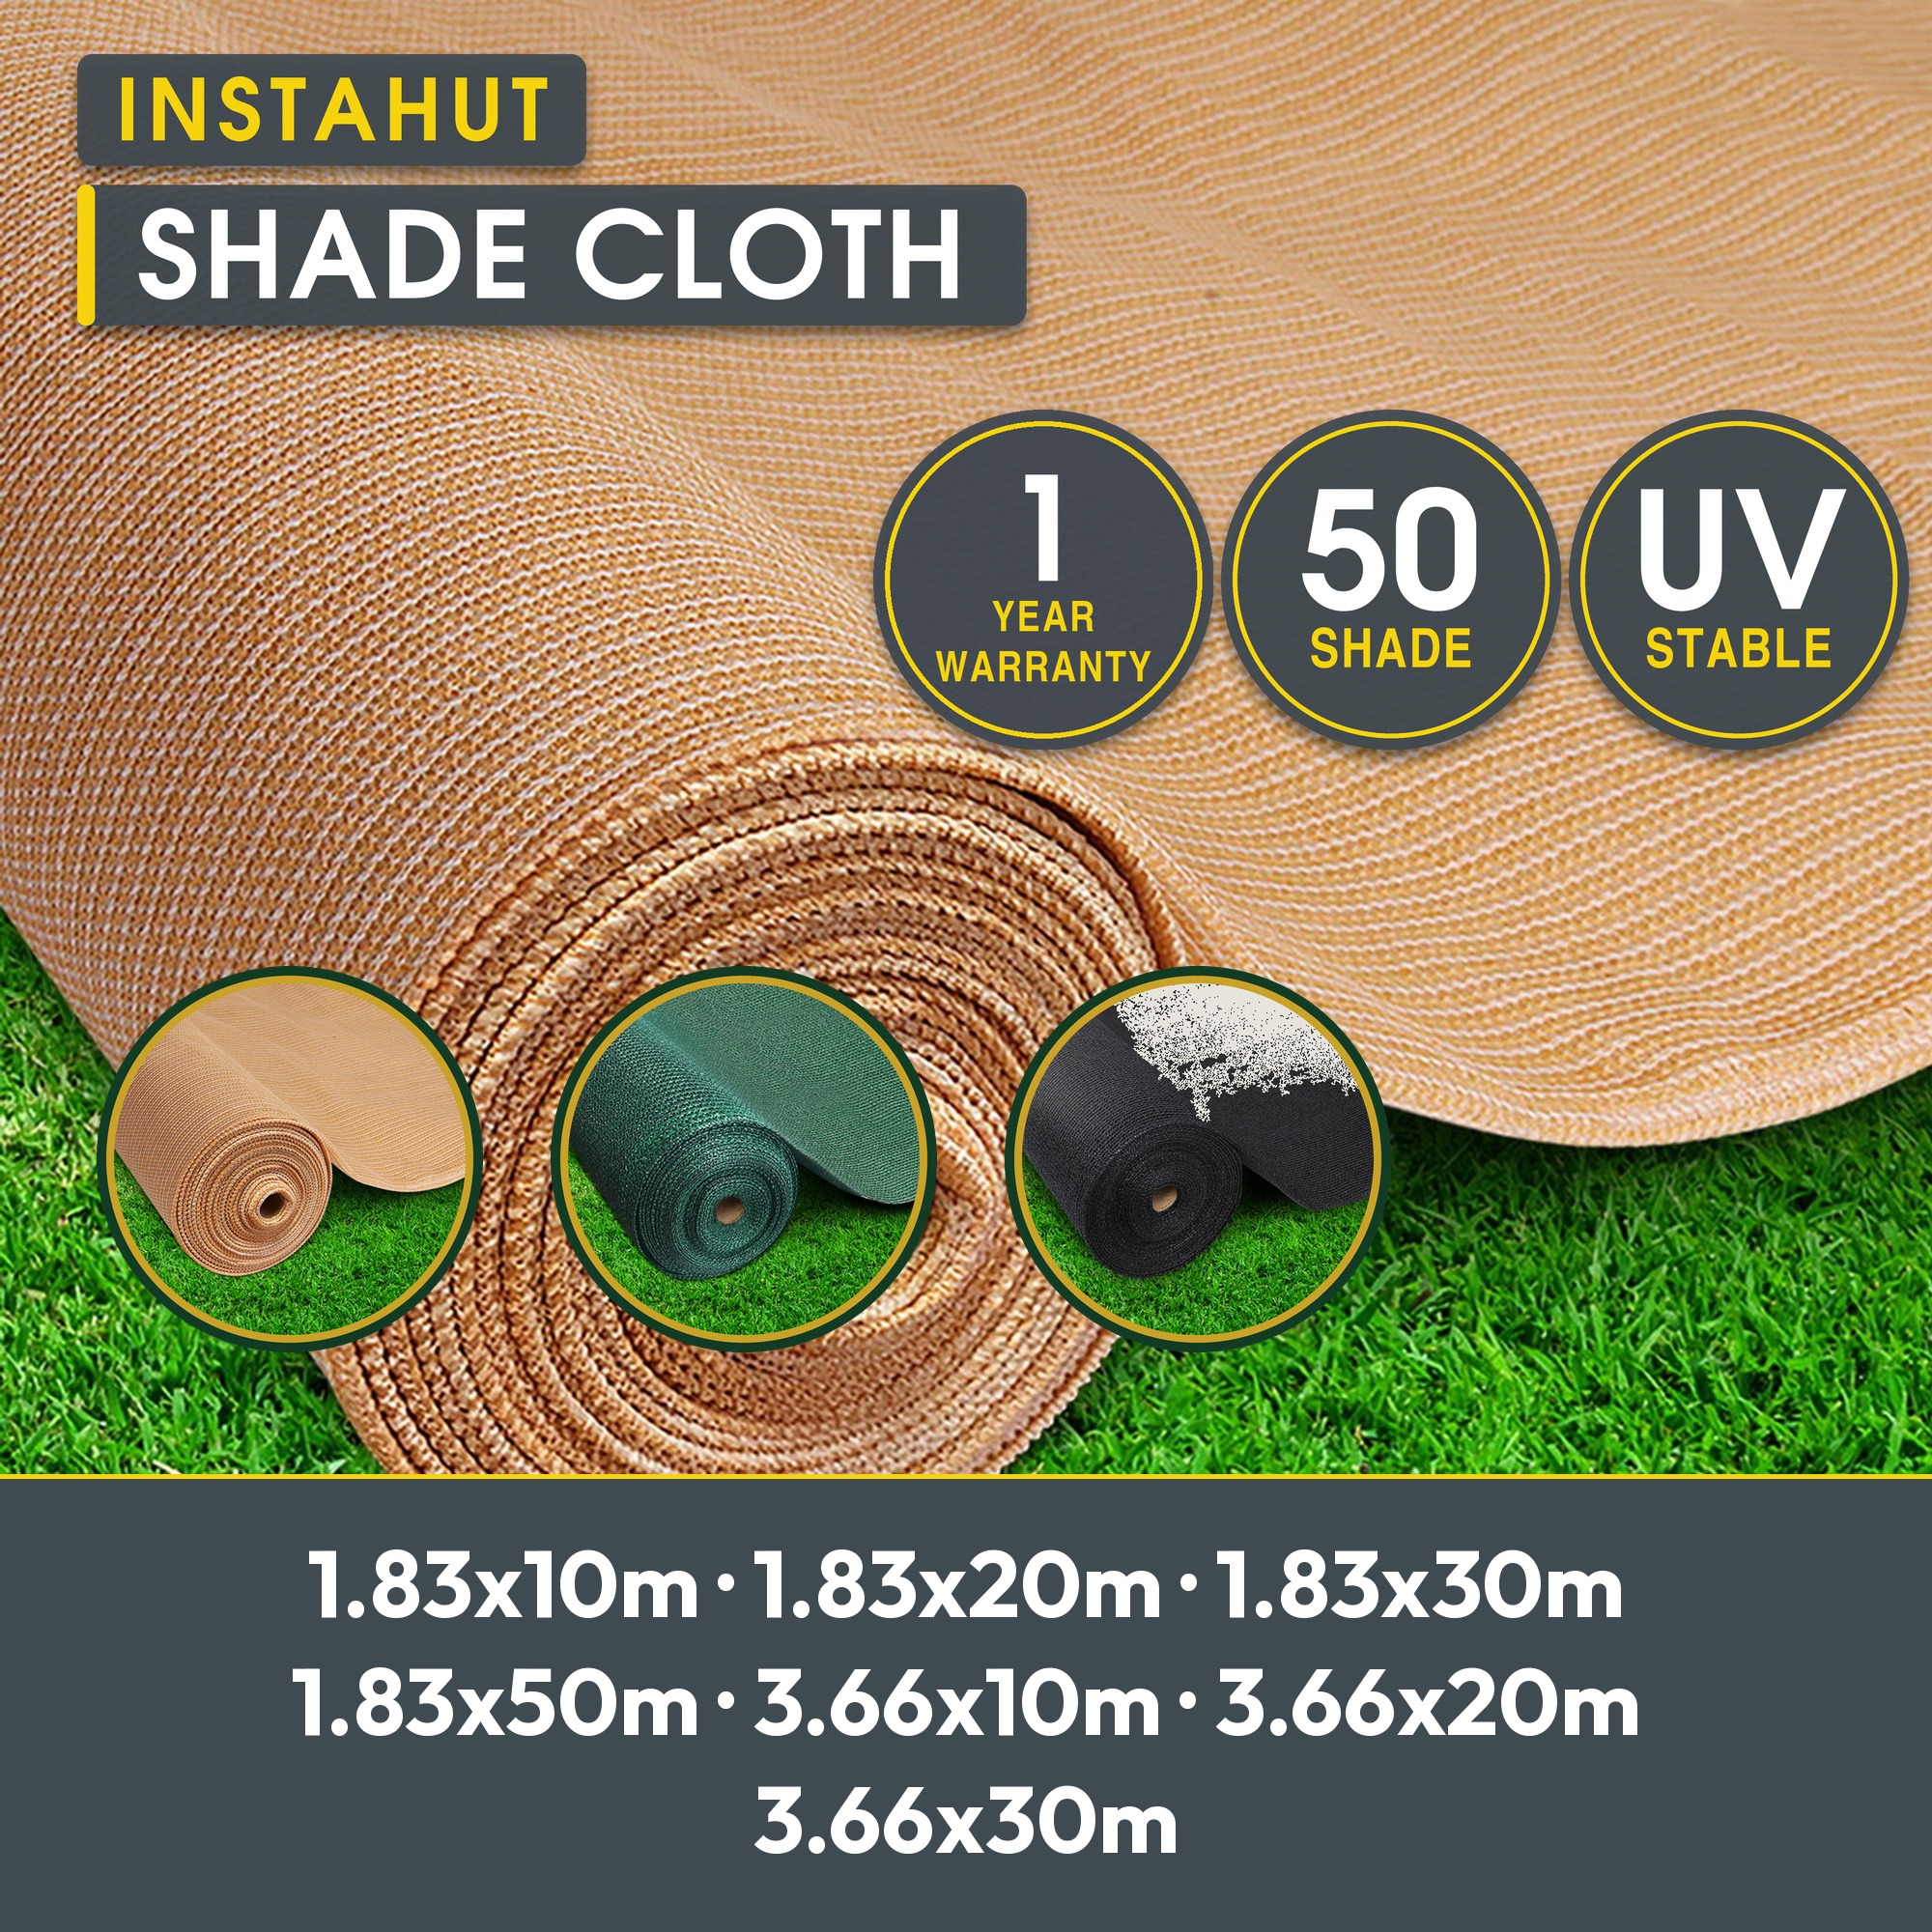 INSTAHUT
SHADE CLOTH
1
YEAR
WARRANTY
50
SHADE
UV
STABLE
1.83x10m · 1.83x20m · 1.83x30m
1.83x50m · 3.66x10m · 3.66x20m
3.66x30m